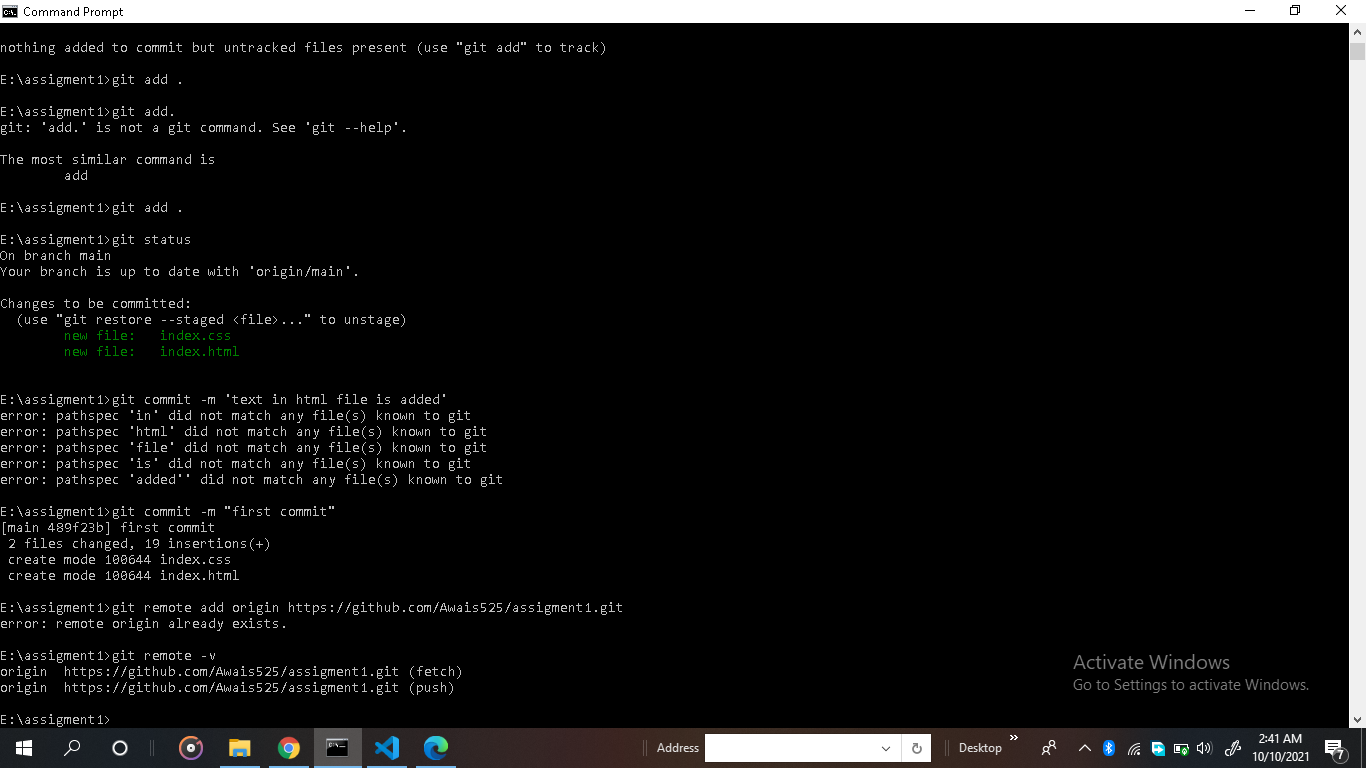 Command Prompt
nothing added to commit but untracked files present (use "git add" to track)
E:\assigment1>git add .
E:\assigment1>git add.
git: 'add.' is not a git command. See 'git --help'.
The most similar command is
add
E:\assigment1>git add .
E:\assigment1>git status
On branch main
Your branch is up to date with 'origin/main'.
Changes to be committed:
(use "git restore --staged <file>..." to unstage)
new file:   index.css
new file:   index.html
E:\assigment1>git commit -m 'text in html file is added'
error: pathspec 'in' did not match any file(s) known to git
error: pathspec 'html' did not match any file(s) known to git
error: pathspec 'file' did not match any file(s) known to git
error: pathspec 'is' did not match any file(s) known to git
error: pathspec 'added'' did not match any file(s) known to git
E:\assigment1>git commit -m "first commit"
[main 489f23b] first commit
2 files changed, 19 insertions(+)
create mode 100644 index.css
create mode 100644 index.html
E:\assigment1>git remote add origin https://github.com/Awais525/assigment1.git
error: remote origin already exists.
E:\assigment1>git remote -v
origin  https://github.com/Awais525/assigment1.git (fetch)
origin  https://github.com/Awais525/assigment1.git (push)
E:\assigment1>
Activate Windows
Go to Settings to activate Windows.
Address
Desktop
2:41 AM
10/10/2021
7